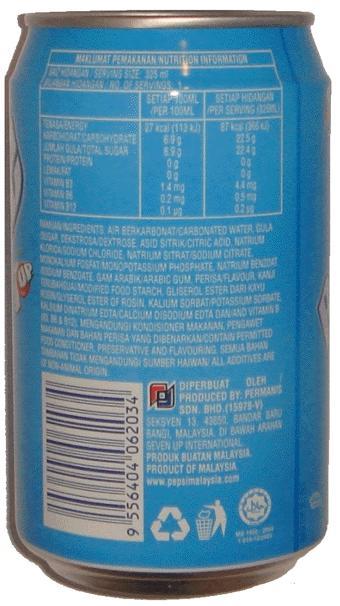 MAKLUMAT PEMAKANAN/NUTRITION INFORMATION
SAIZ HIDANGAN / SERVING SIZE: 325 ml
JUMLAH HIDANGAN / NO. OF SERVINGS: 1
SETIAP 100ML SETIAP HIDANGAN
/PER 100ML /PER SERVING (325ML)
TENAGA/ENERGY 27 kcal (113 kJ) 87 kcal (366 kJ)
KARBOHIDRAT/CARBOHYDRATE 6.9 g 22.5 g
JUMLAH GULA/TOTAL SUGAR 6.9 g 22.4 g
PROTEIN/PROTEIN 0 g 0 g
LEMAK/FAT 0 g 0 g
VITAMIN B3 1.4 mg 4.4 mg
VITAMIN B6 0.2 mg 0.5 mg
VITAMIN B12 0.1 µg 0.2 µg
INGREDIENTS: AIR BERKARBONAT/CARBONATED WATER, GULA
/SUGAR, DEKSTROSA/DEXTROSE, ASID SITRIK/CITRIC ACID, NATRIUM
KLORIDA/SODIUM CHLORIDE, NATRIUM SITRAT/SODIUM CITRATE,
MONOKALIUM FOSFAT/MONOPOTASSIUM PHOSPHATE, NATRIUM BENZOAT
/SODIUM BENZOATE, GAM ARABIK/ARABIC GUM, PERISA/FLAVOUR, KANJI
TERUBAHSUAI/MODIFIED FOOD STARCH, GLISEROL ESTER DARI KAYU
ROSIN/GLYCEROL ESTER OF ROSIN, KALIUM SORBAT/POTASSIUM SORBATE,
KALSIUM DINATRIUM EDTA/CALCIUM DISODIUM EDTA DAN/AND VITAMIN B
(B3, B6 & B12). MENGANDUNGI KONDISIONER MAKANAN, PENGAWET
MAKANAN DAN BAHAN PERISA YANG DIBENARKAN/CONTAIN PERMITTED
FOOD CONDITIONER, PRESERVATIVE AND FLAVOURING. SEMUA BAHAN
TAMBAHAN TIDAK MENGANDUNGI SUMBER HAIWAN/ ALL ADDITIVES ARE
OF NON-ANIMAL ORIGIN.
DIPERBUAT OLEH
PRODUCED BY: PERMANIS
SDN. BHD. (15979-V)
SEKSYEN 13, 43650, BANDAR BARU
BANGI, MALAYSIA, DI BAWAH ARAHAN
SEVEN UP INTERNATIONAL.
PRODUK BUATAN MALAYSIA.
PRODUCT OF MALAYSIA.
www.pepsimalaysia.com
9 556404 062034